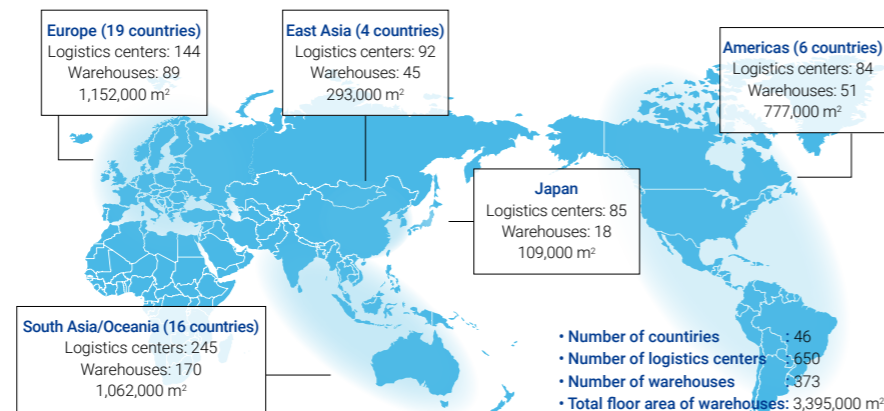 Europe (19 countries)
Logistics centers: 144
Warehouses: 89
1,152,000 m²
East Asia (4 countries)
Logistics centers: 92
Warehouses: 45
293,000 m²
Americas (6 countries)
Logistics centers: 84
Warehouses: 51
777,000 m²
Japan
Logistics centers: 85
Warehouses: 18
109,000 m²
South Asia/Oceania (16 countries)
Logistics centers: 245
Warehouses: 170
1,062,000 m²
• Number of countiries : 46
• Number of logistics centers : 650
• Number of warehouses : 373
• Total floor area of warehouses: 3,395,000 m²